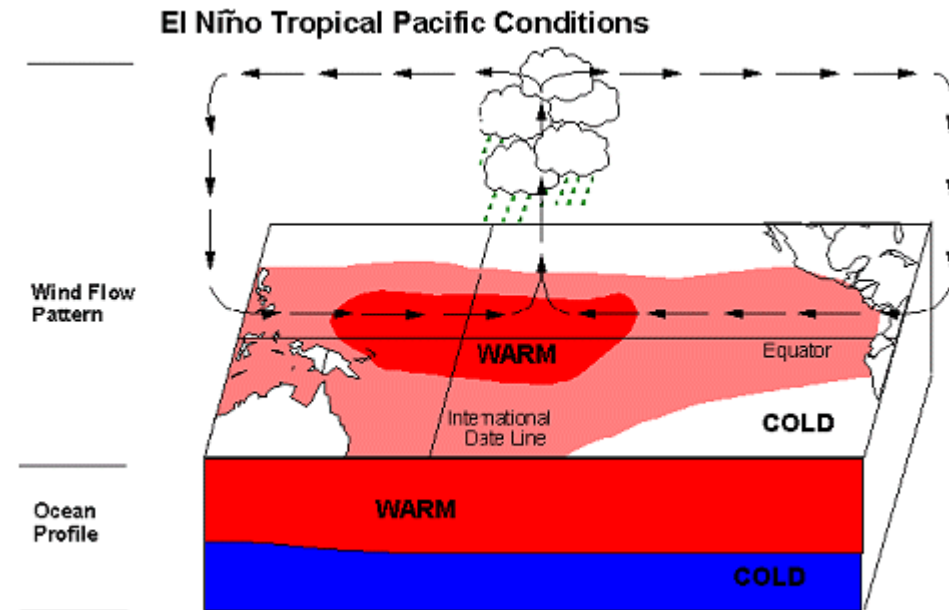 El Niño Tropical Pacific Conditions
Wind Flow
Pattern
WARM
Equator
International
Date Line
COLD
Ocean
Profile
WARM
COLD